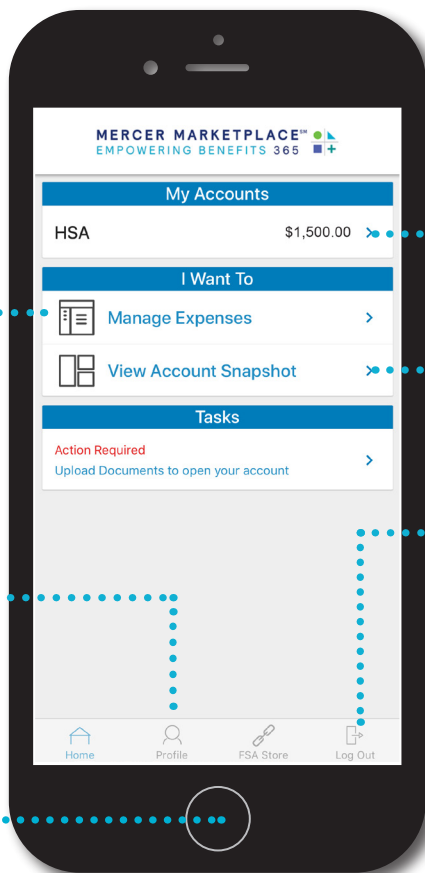 MERCER MARKETPLACE℠
EMPOWERING BENEFITS 365
My Accounts
HSA $1,500.00
I Want To
Manage Expenses
View Account Snapshot
Tasks
Action Required
Upload Documents to open your account
Home Profile FSA Store Log Out